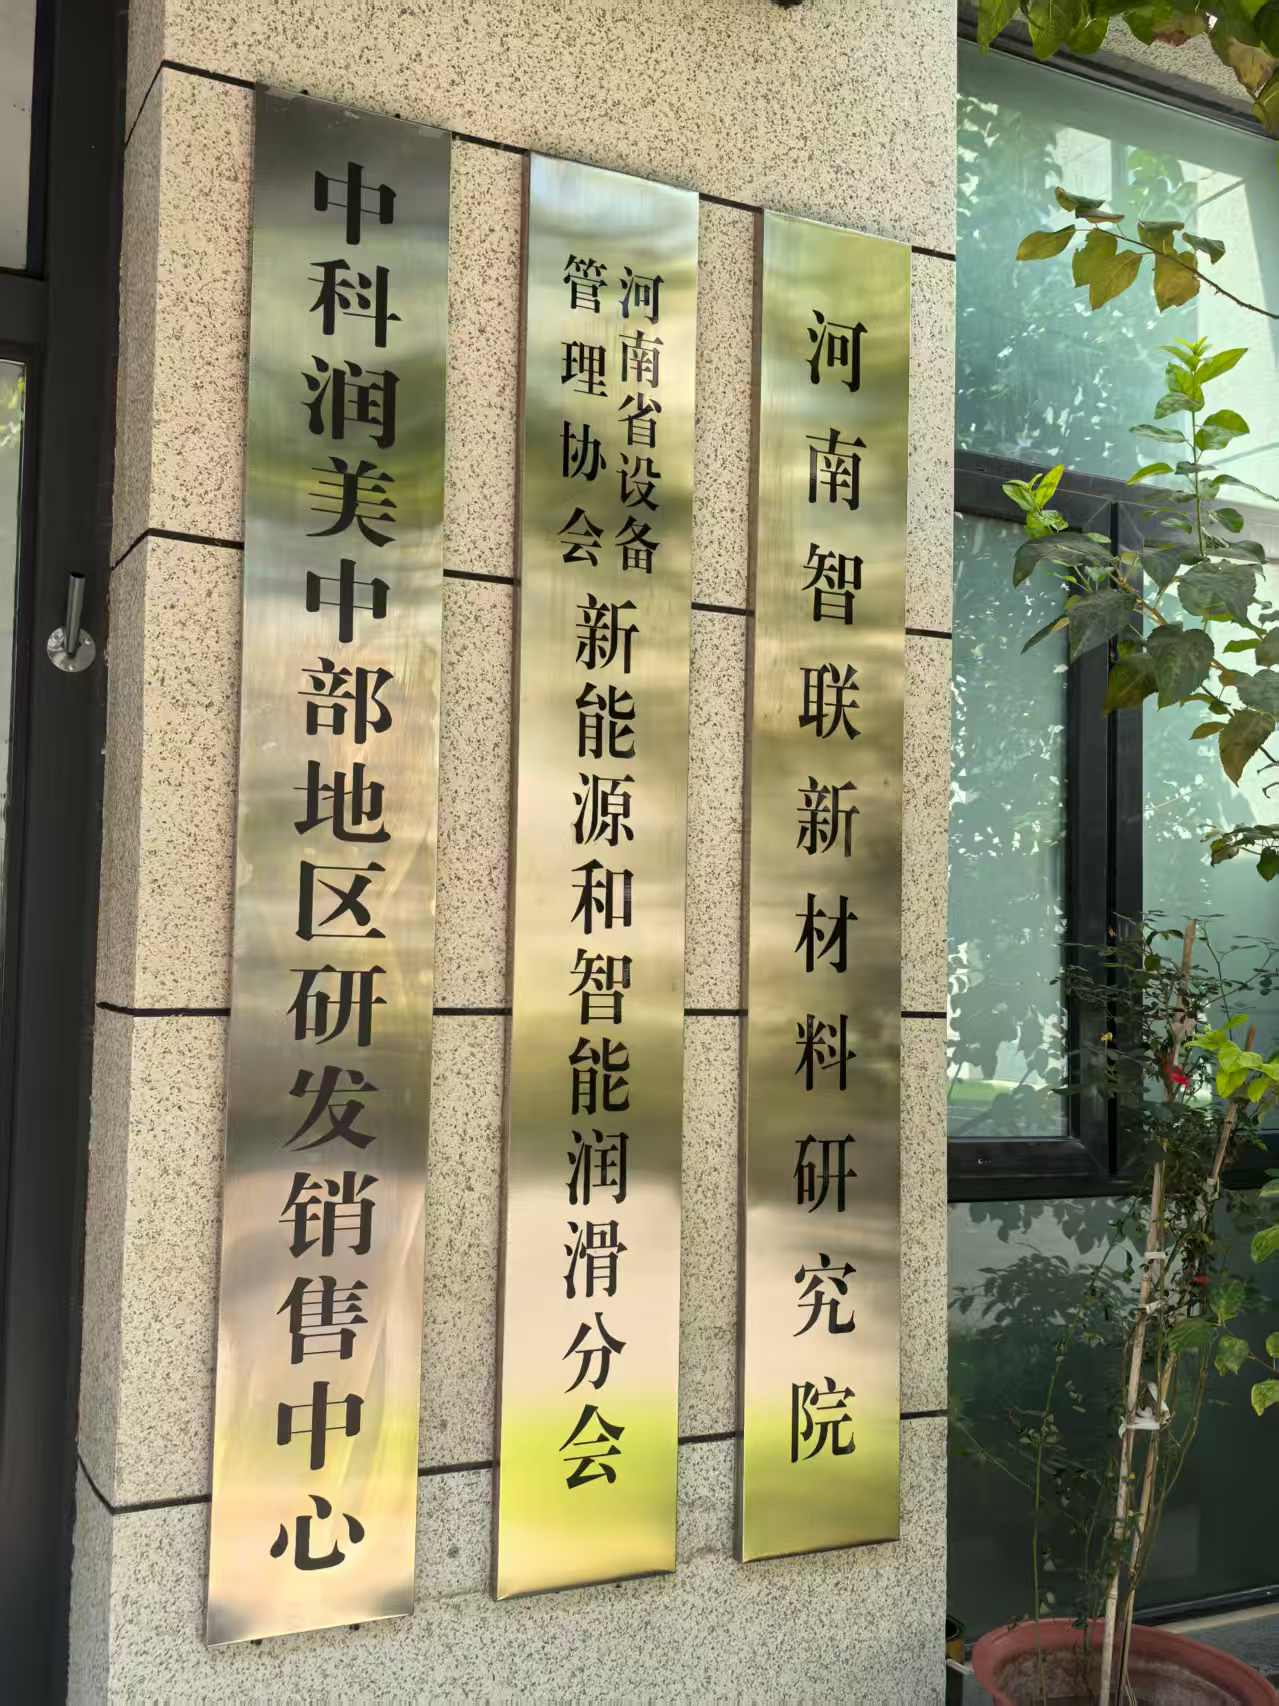 中科润美中部地区研发销售中心
河南省设备
管理协会
新能源和智能润滑分会
河南智联新材料研究院